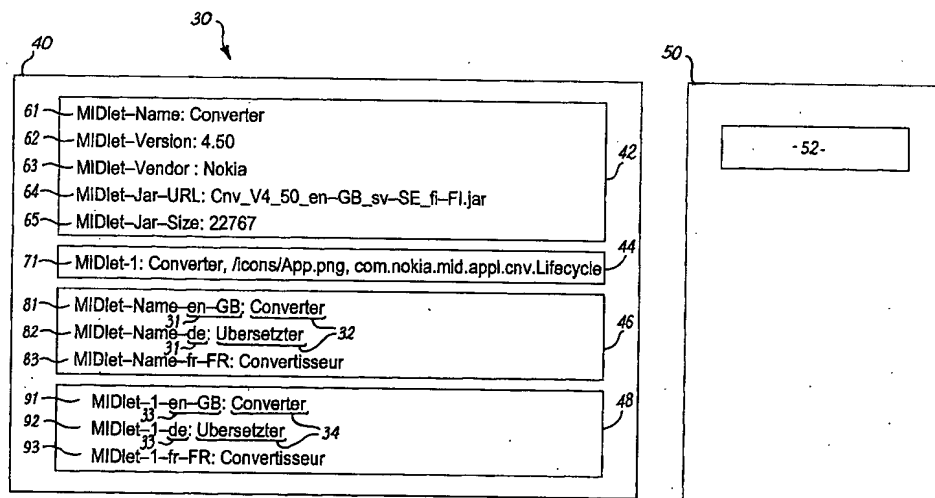 30
40
50
61 MIDlet-Name: Converter
62 MIDlet-Version: 4.50
63 MIDlet-Vendor : Nokia
64 MIDlet-Jar-URL: Cnv_V4_50_en-GB_sv-SE_fi-FI.jar
65 MIDlet-Jar-Size: 22767
42
-52-
71 MIDlet-1: Converter, /icons/App.png, com.nokia.mid.appl.cnv.Lifecycle
44
81 MIDlet-Name-en-GB: Converter
31
82 MIDlet-Name-de: Ubersetzter
32
31
83 MIDlet-Name-fr-FR: Convertisseur
46
91 MIDlet-1-en-GB: Converter
33
92 MIDlet-1-de: Ubersetzter
34
33
93 MIDlet-1-fr-FR: Convertisseur
48